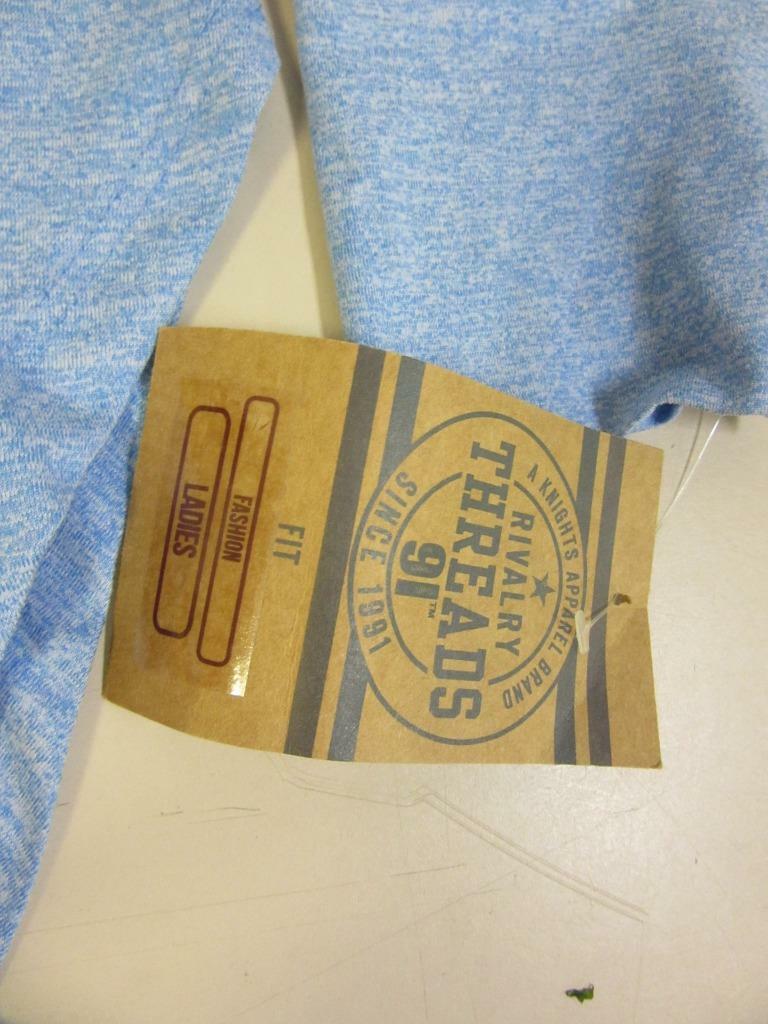 A KNIGHTS APPAREL BRAND
RIVALRY
THREADS
91™
SINCE 1991
FIT
FASHION
LADIES